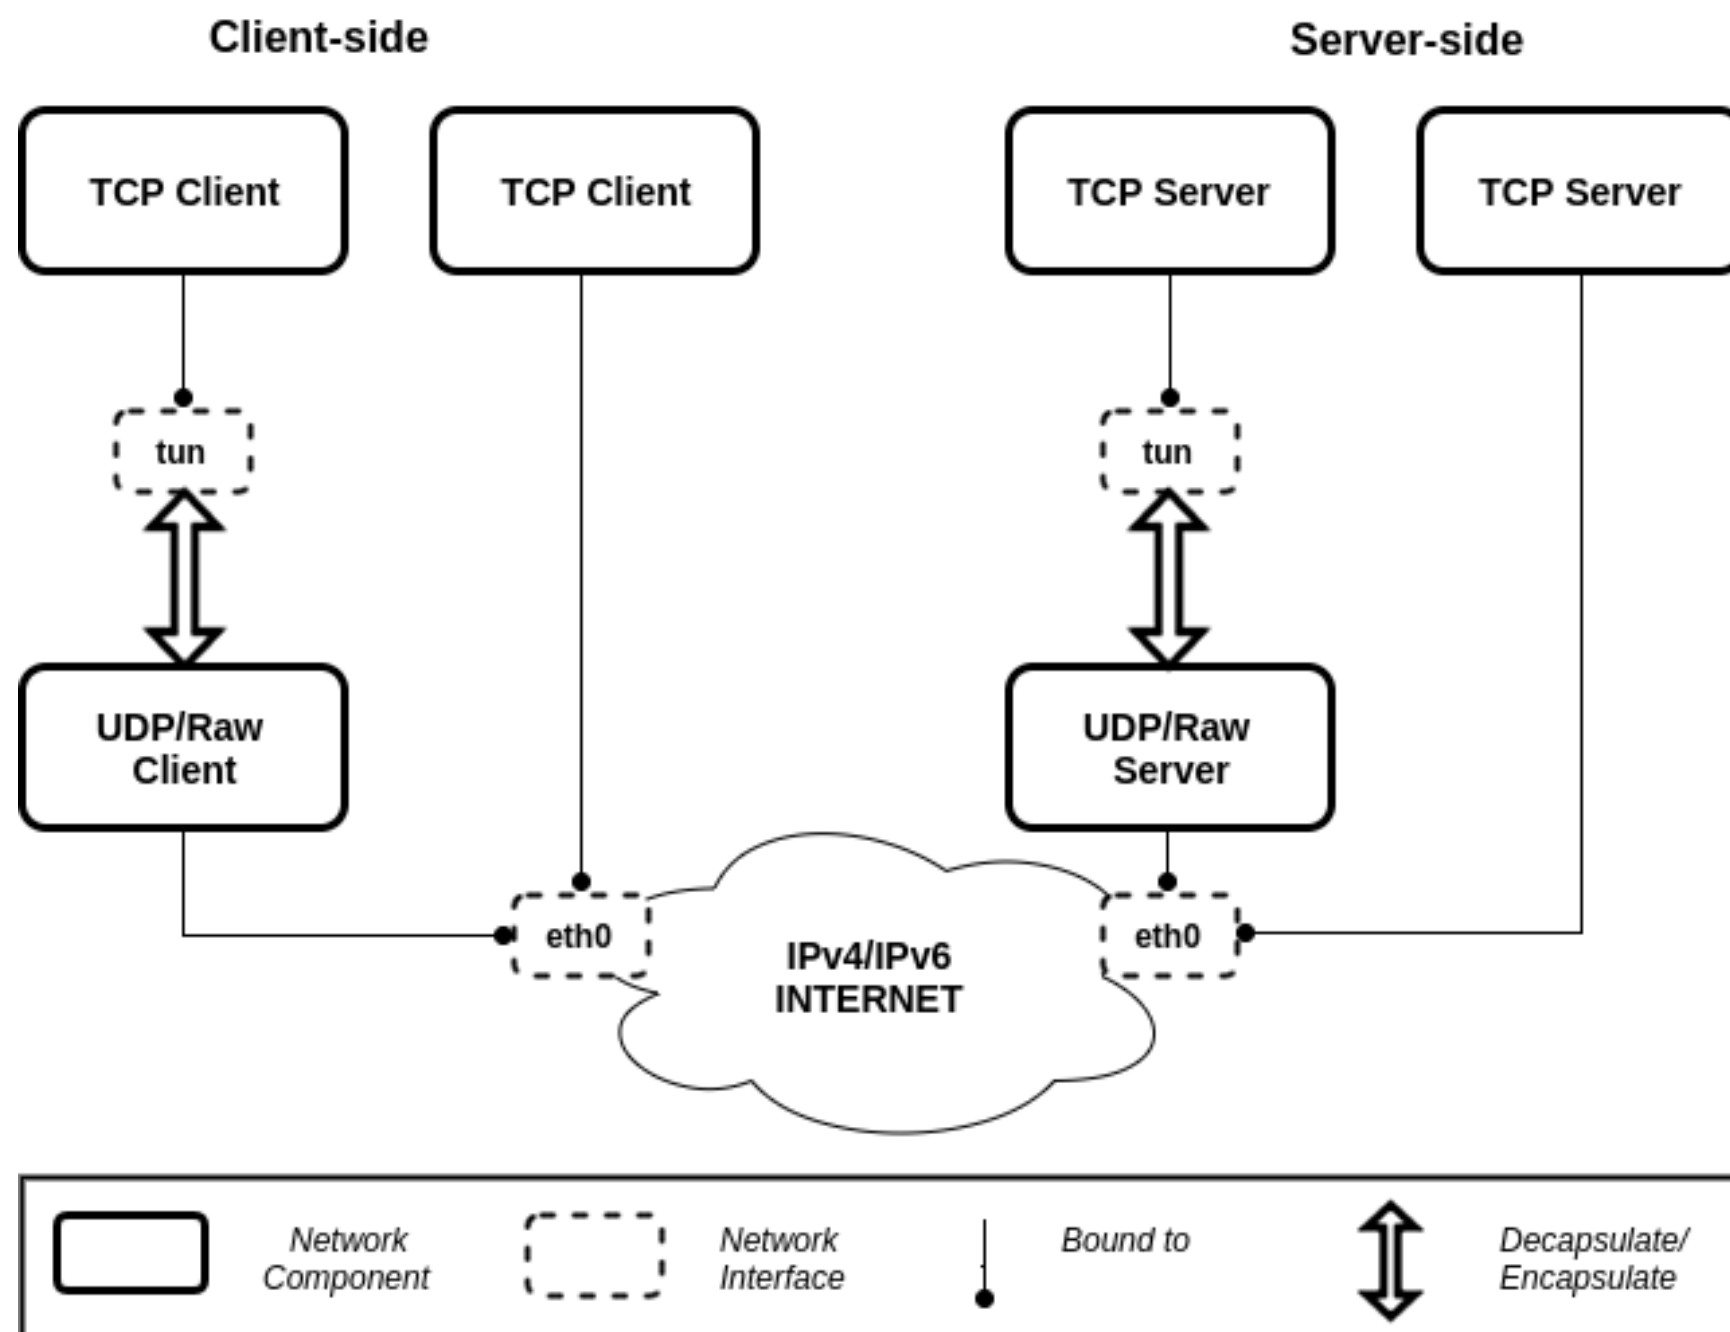 Client-side
Server-side
TCP Client
TCP Client
TCP Server
TCP Server
tun
tun
UDP/Raw
Client
UDP/Raw
Server
eth0
eth0
IPv4/IPv6
INTERNET
Network
Component
Network
Interface
Bound to
Decapsulate/
Encapsulate